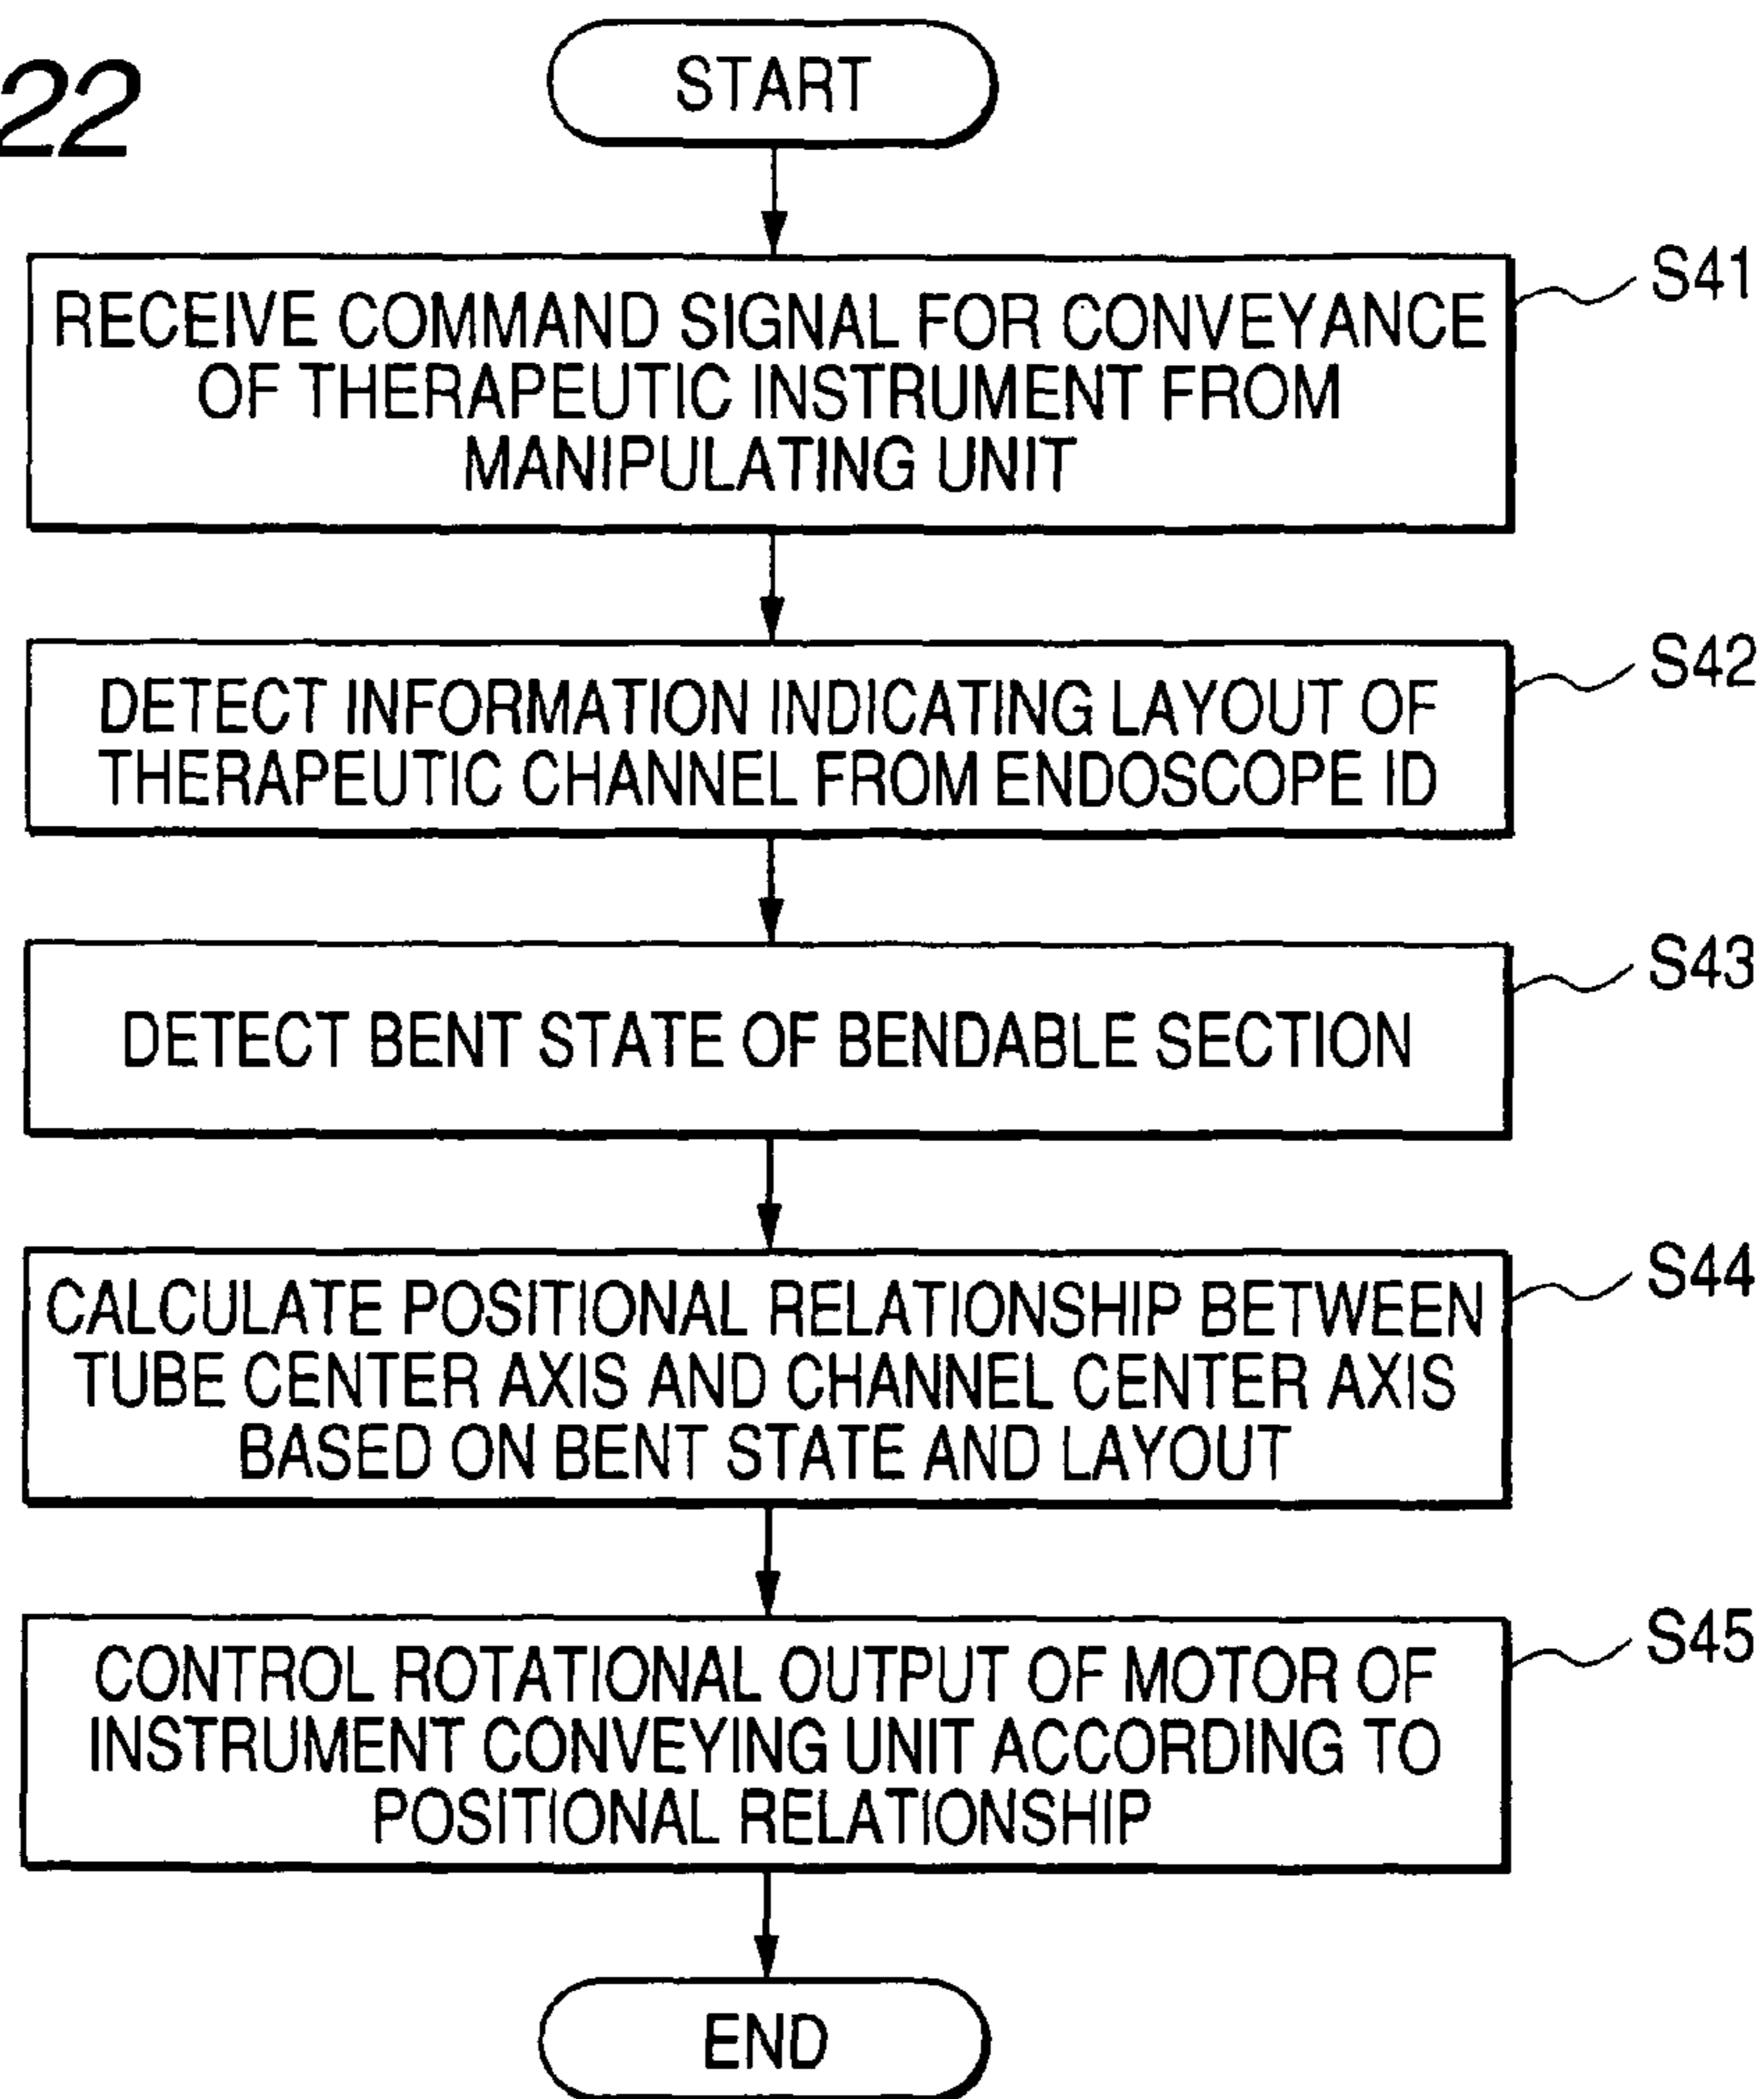 22
START
RECEIVE COMMAND SIGNAL FOR CONVEYANCE
OF THERAPEUTIC INSTRUMENT FROM
MANIPULATING UNIT
S41
DETECT INFORMATION INDICATING LAYOUT OF
THERAPEUTIC CHANNEL FROM ENDOSCOPE ID
S42
DETECT BENT STATE OF BENDABLE SECTION
S43
CALCULATE POSITIONAL RELATIONSHIP BETWEEN
TUBE CENTER AXIS AND CHANNEL CENTER AXIS
BASED ON BENT STATE AND LAYOUT
S44
CONTROL ROTATIONAL OUTPUT OF MOTOR OF
INSTRUMENT CONVEYING UNIT ACCORDING TO
POSITIONAL RELATIONSHIP
S45
END